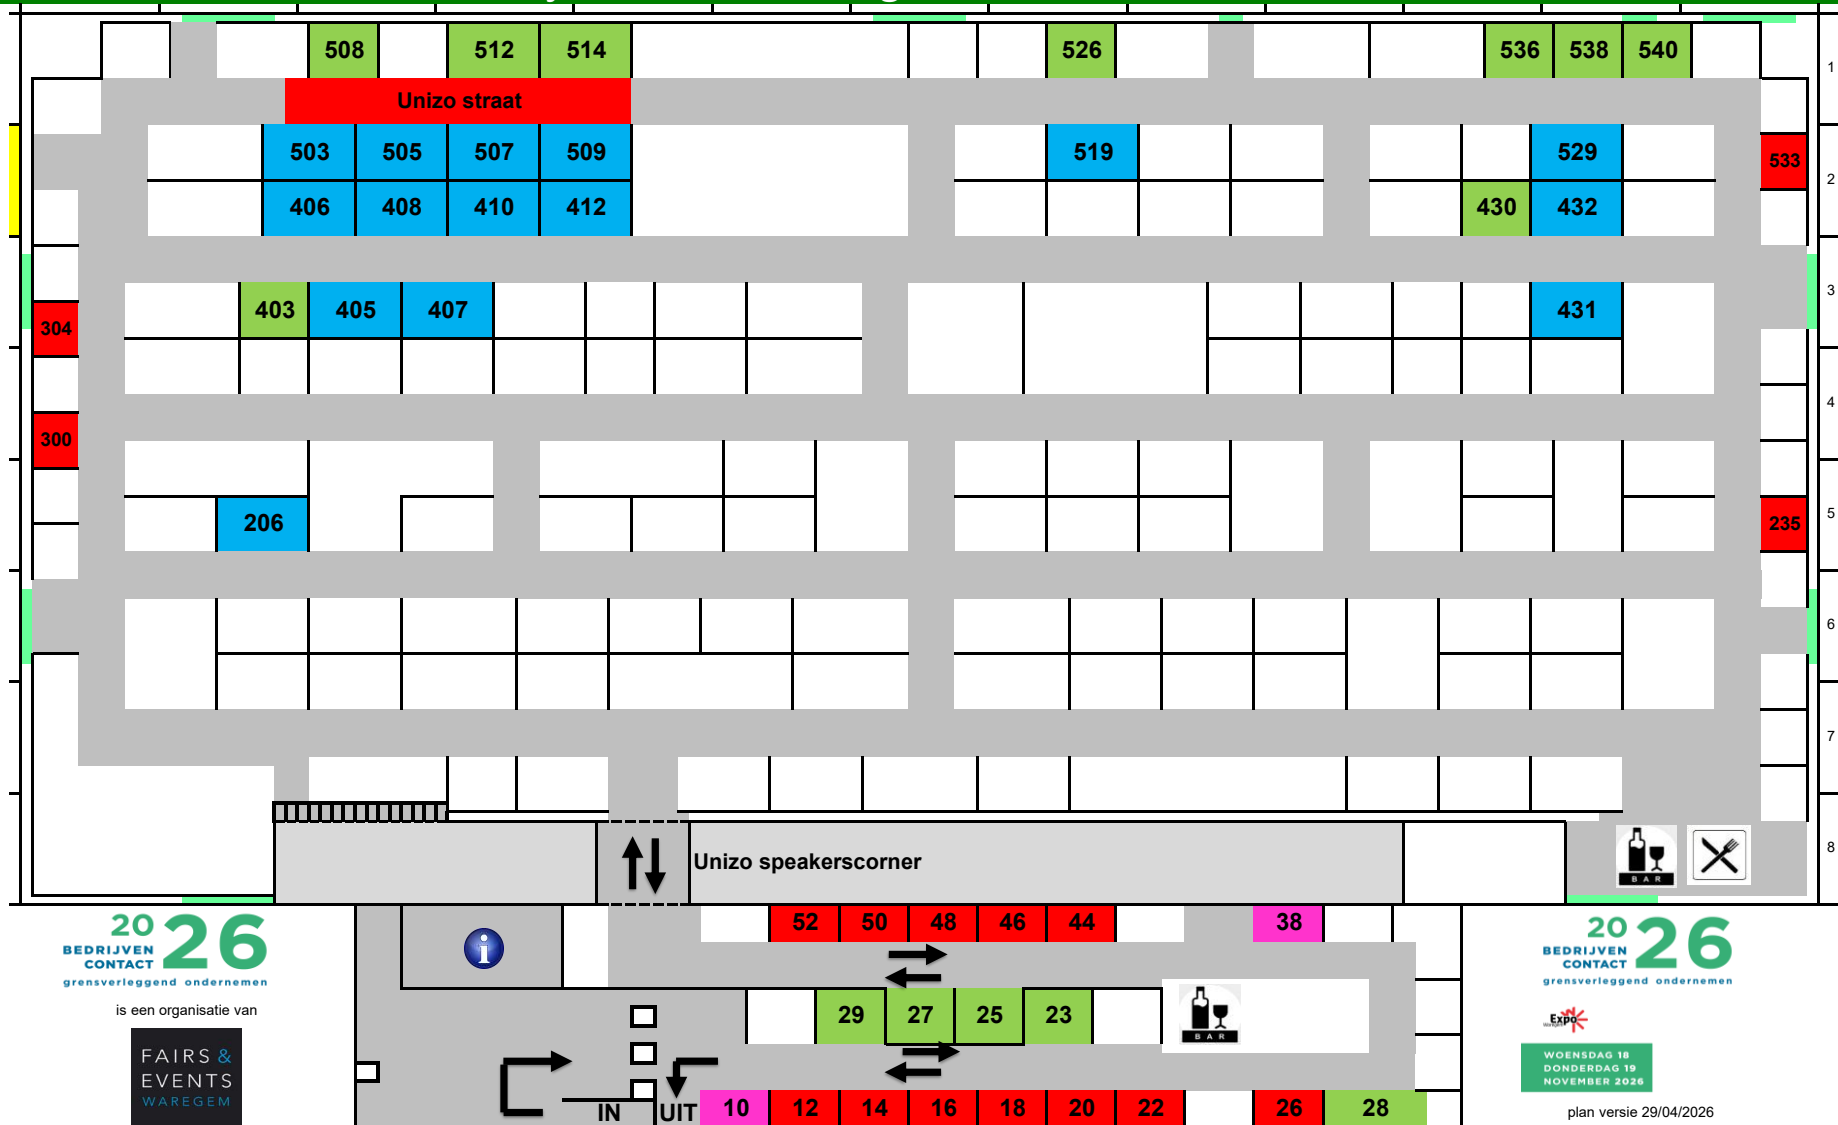 508 512 514 526 536 538 540
1
Unizo straat
503 505 507 509 519 529 533
2
406 408 410 412 430 432
403 405 407 431
3
304
4
300
206 235
5
6
7
Unizo speakerscorner
BAR
8
52 50 48 46 44 38
2026
BEDRIJVEN
CONTACT
grensverleggend ondernemen
is een organisatie van
FAIRS &
EVENTS
WAREGEM
i
29 27 25 23
BAR
IN UIT
10 12 14 16 18 20 22 26 28
2026
BEDRIJVEN
CONTACT
grensverleggend ondernemen
Expo
Waregem
WOENSDAG 18
DONDERDAG 19
NOVEMBER 2026
plan versie 29/04/2026